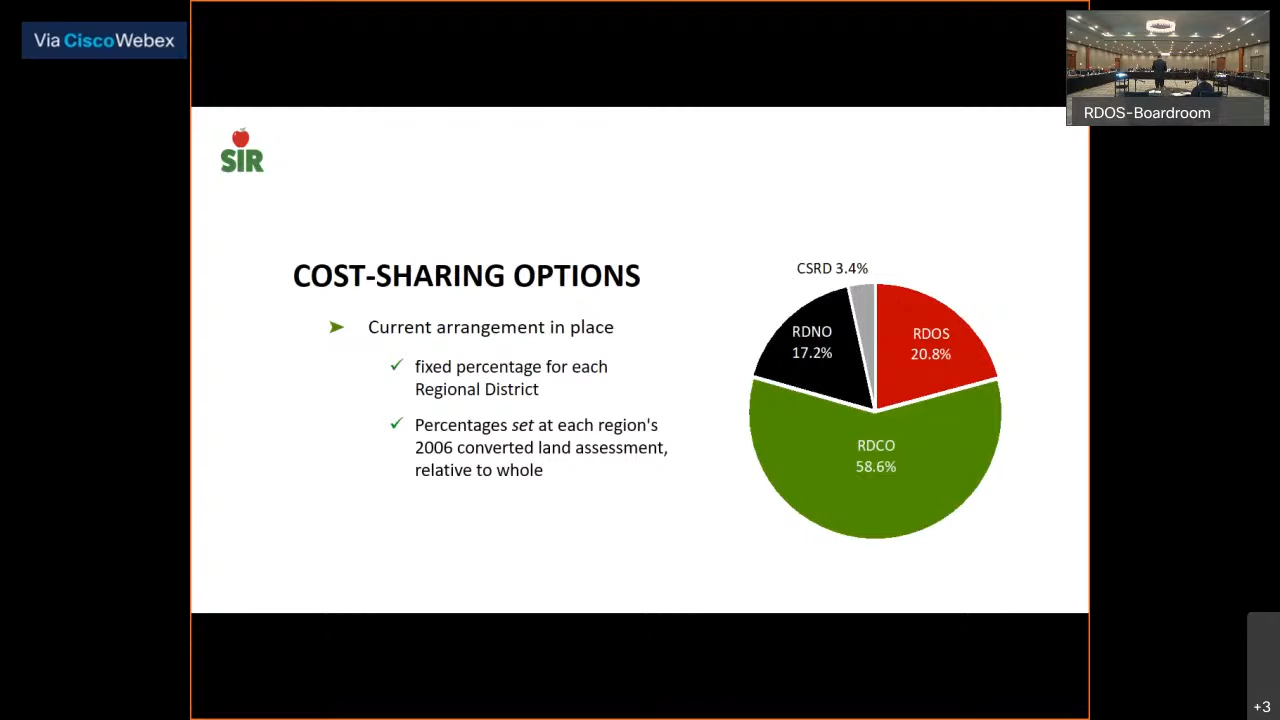 Via CiscoWebex
RDOS-Boardroom
SIR
COST-SHARING OPTIONS
➤ Current arrangement in place
✓ fixed percentage for each
Regional District
✓ Percentages set at each region's
2006 converted land assessment,
relative to whole
CSRD 3.4%
RDNO
17.2%
RDOS
20.8%
RDCO
58.6%
+3